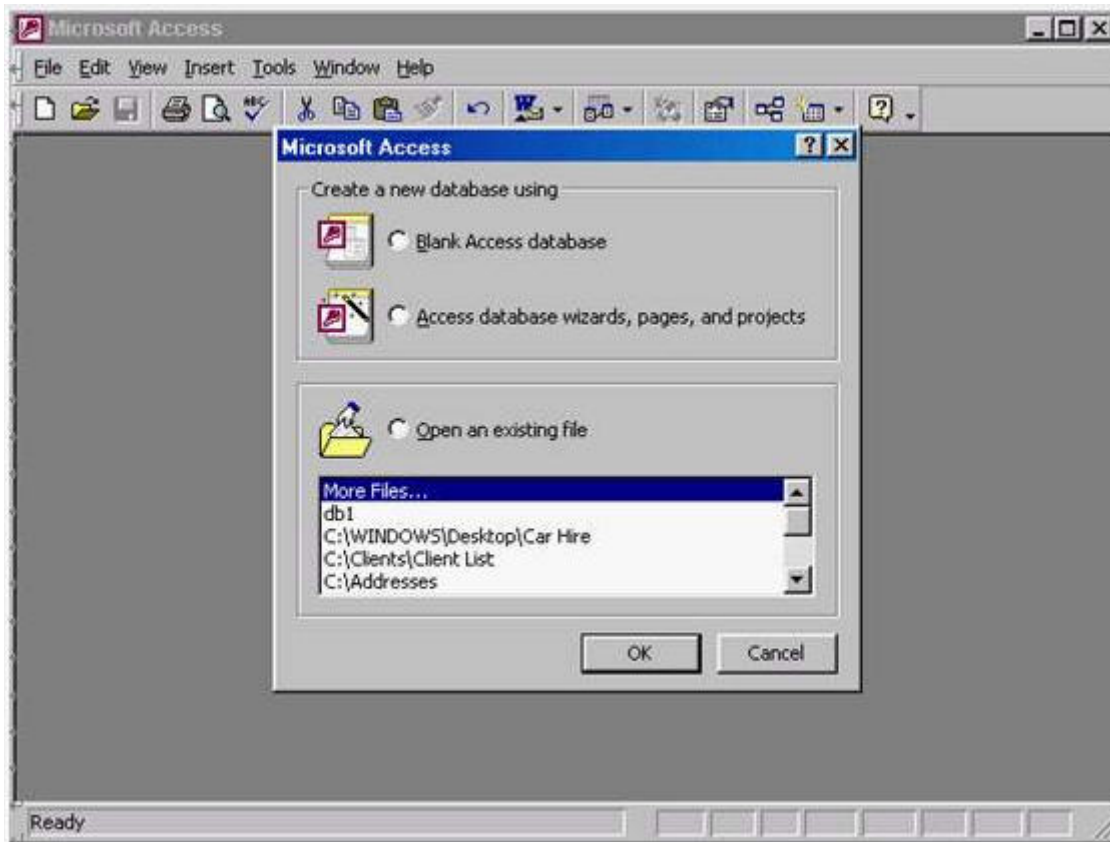 Microsoft Access
File Edit View Insert Tools Window Help
ABC W ?
Microsoft Access ?
Create a new database using
Blank Access database
Access database wizards, pages, and projects
Open an existing file
More Files...
db1
C:\WINDOWS\Desktop\Car Hire
C:\Clients\Client List
C:\Addresses
OK Cancel
Ready